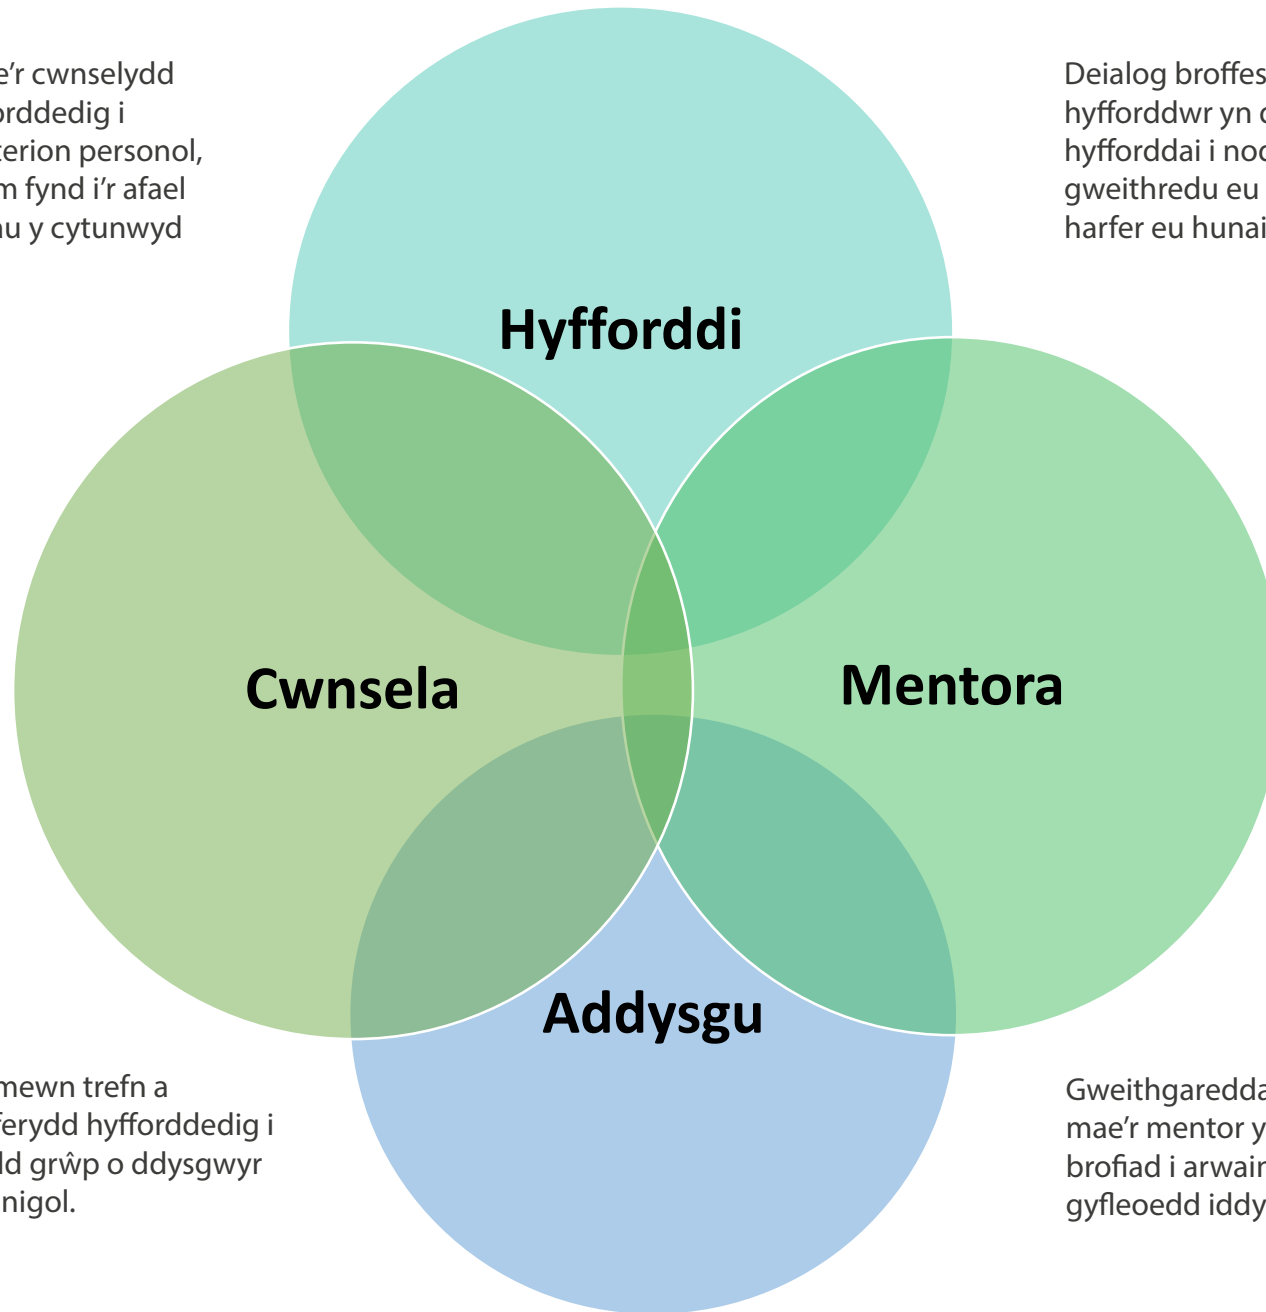 e'r cwnselydd
orddedig i
terion personol,
m fynd i'r afael
au y cytunwyd
Deialog broffes
hyfforddwr yn d
hyfforddai i nod
gweithredu eu
harfer eu hunai
Hyfforddi
Cwnsela
Mentora
Addysgu
mewn trefn a
ferydd hyfforddedig i
ld grŵp o ddysgwyr
nigol.
Gweithgaredda
mae'r mentor y
brofiad i arwain
gyfleoedd iddy